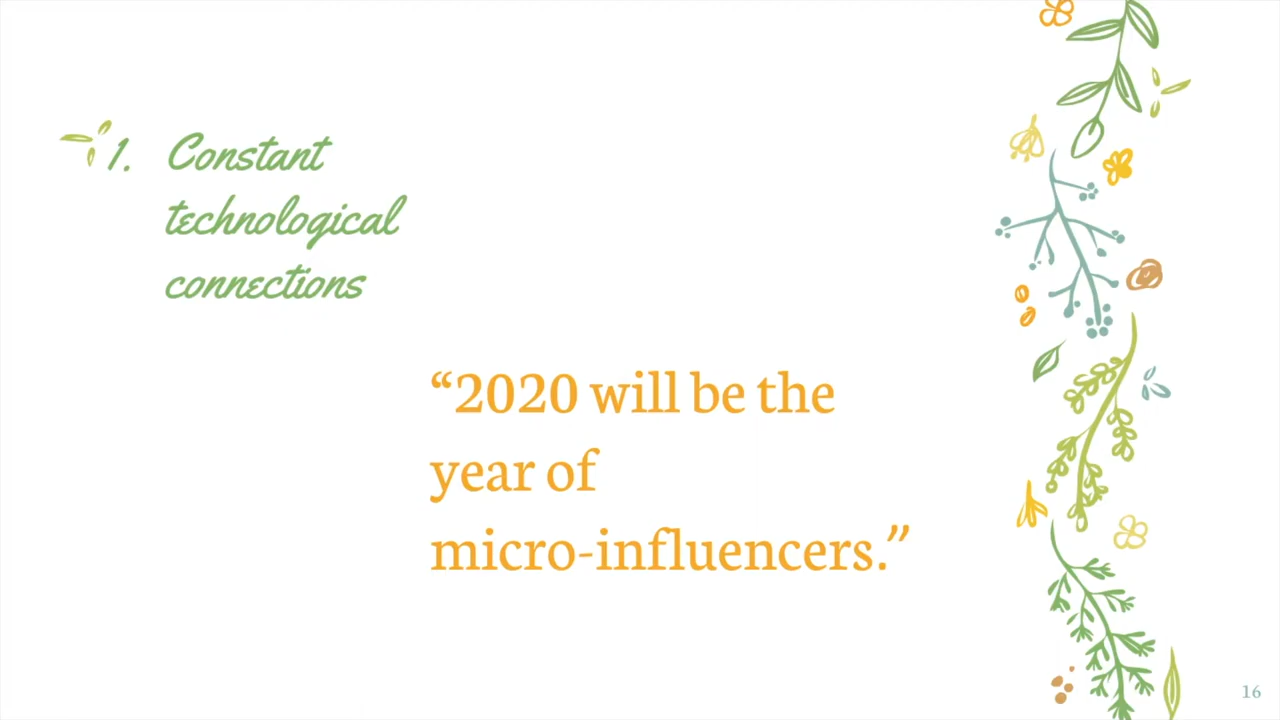 1. Constant
technological
connections
“2020 will be the
year of
micro-influencers.”
16